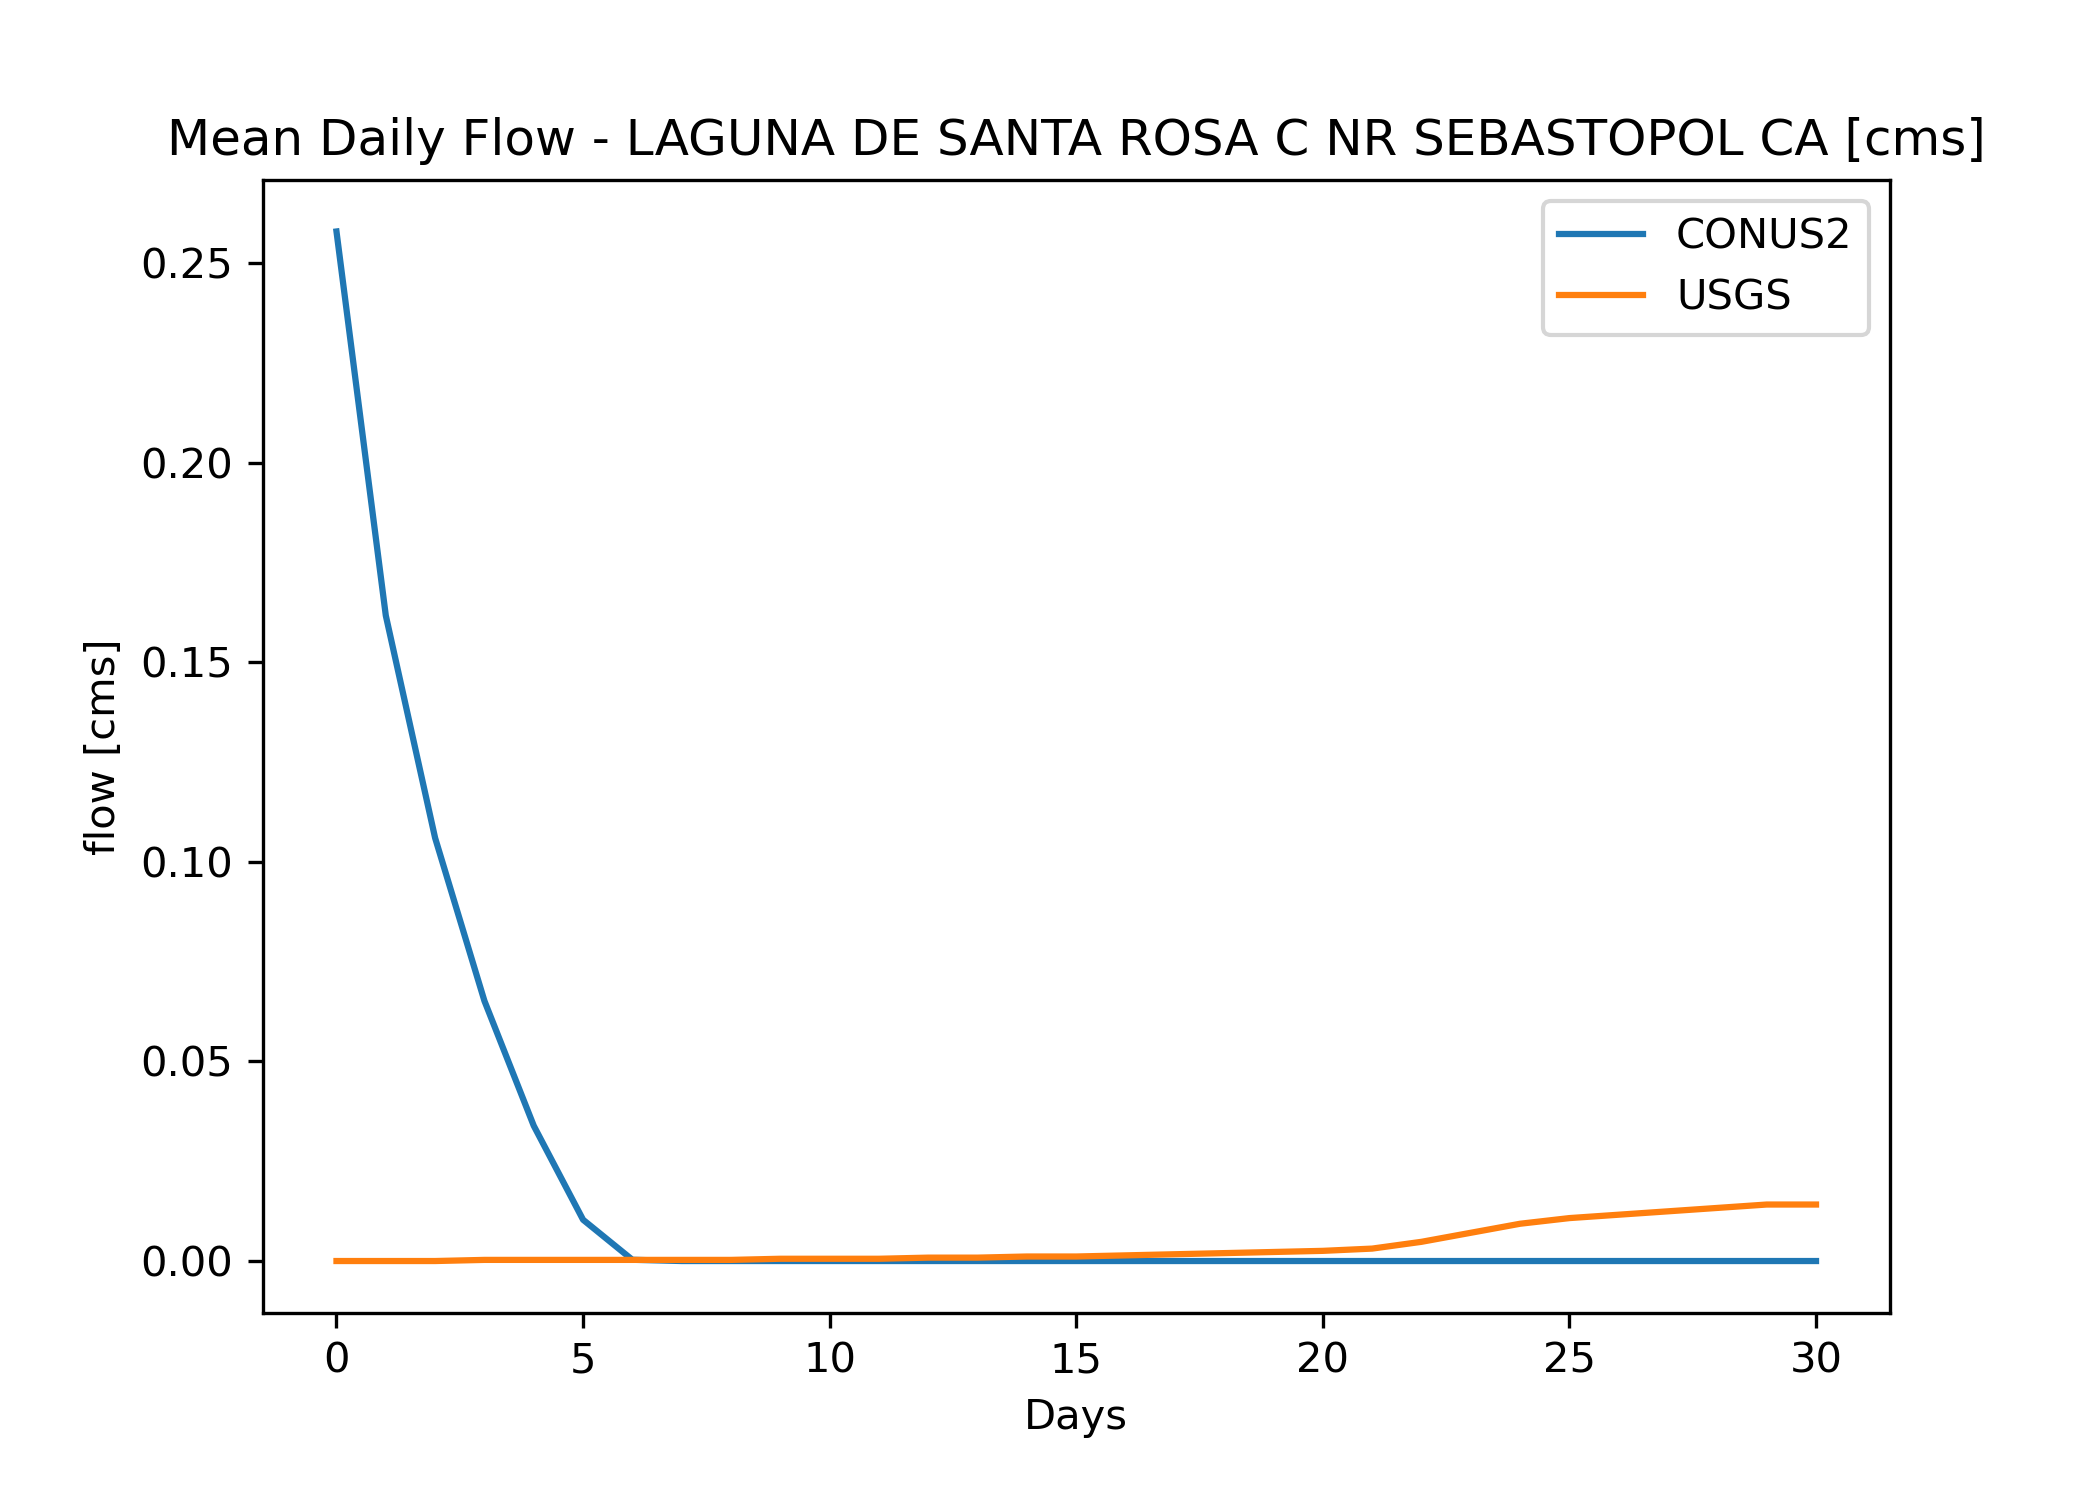 Mean Daily Flow - LAGUNA DE SANTA ROSA C NR SEBASTOPOL CA [cms]
CONUS2
USGS
0.25
0.20
0.15
0.10
0.05
0.00
flow [cms]
0 5 10 15 20 25 30
Days